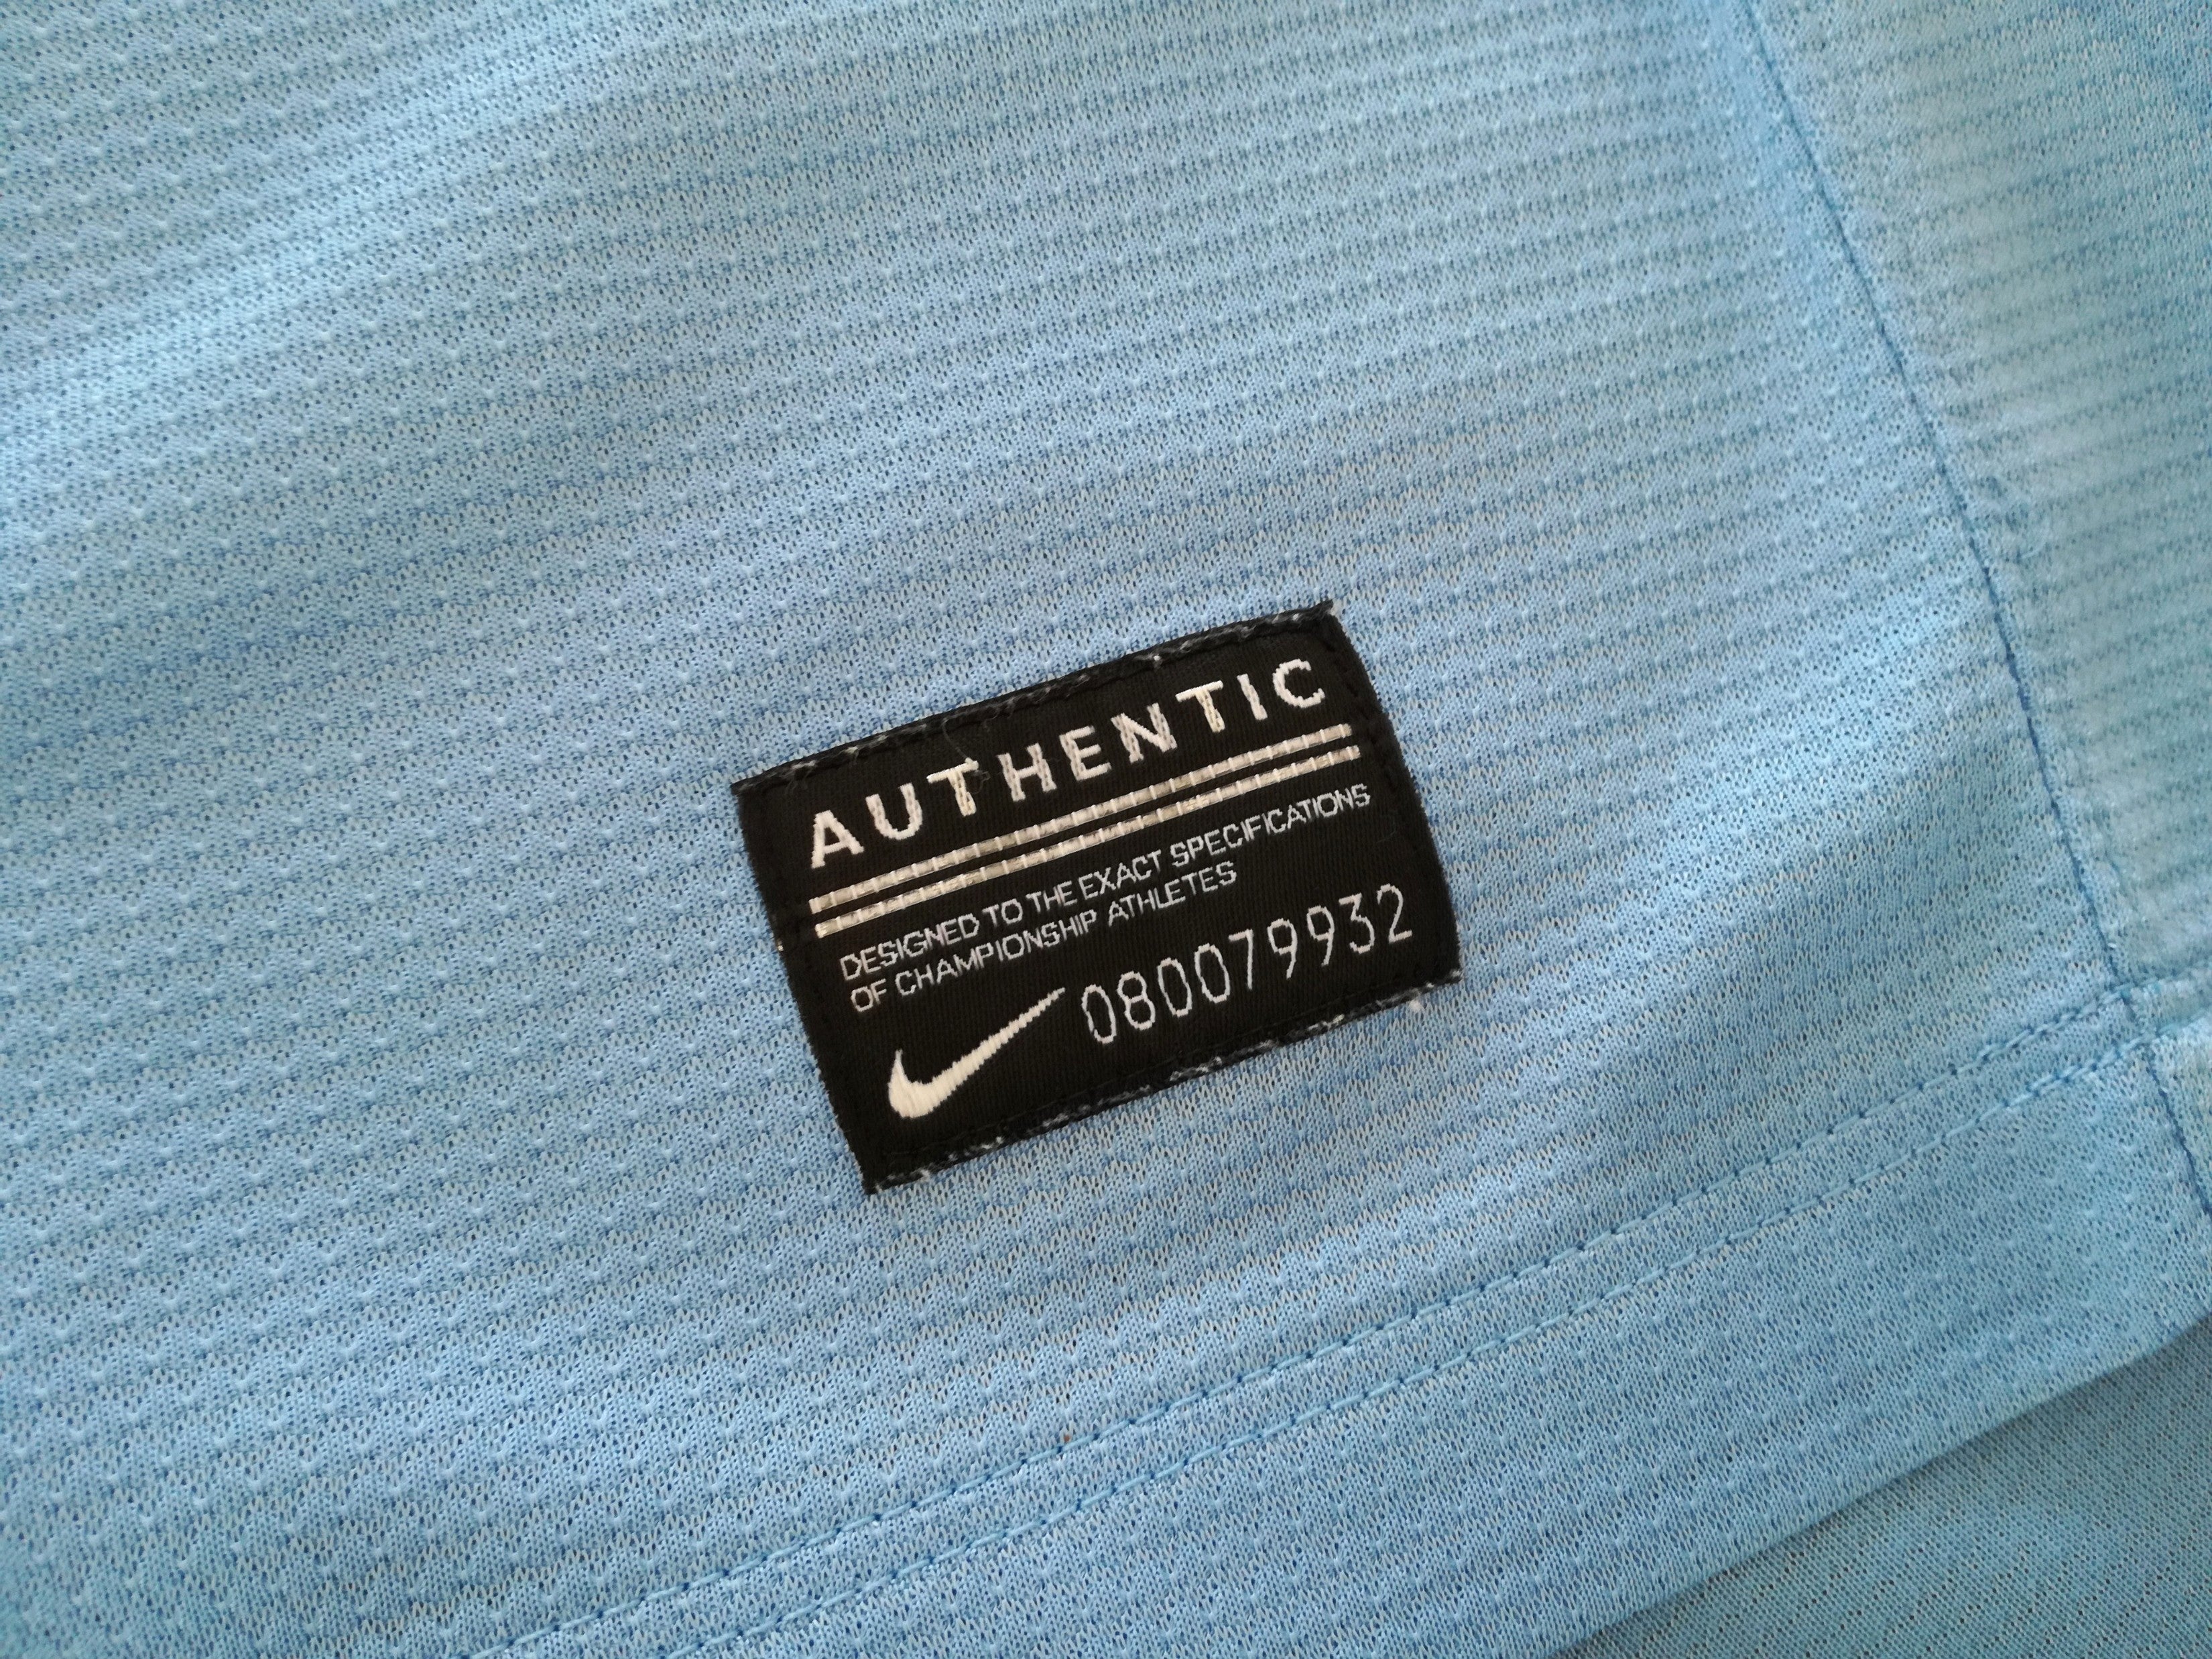 AUTHENTIC
DESIGNED TO THE EXACT SPECIFICATIONS
OF CHAMPIONSHIP ATHLETES
080079932